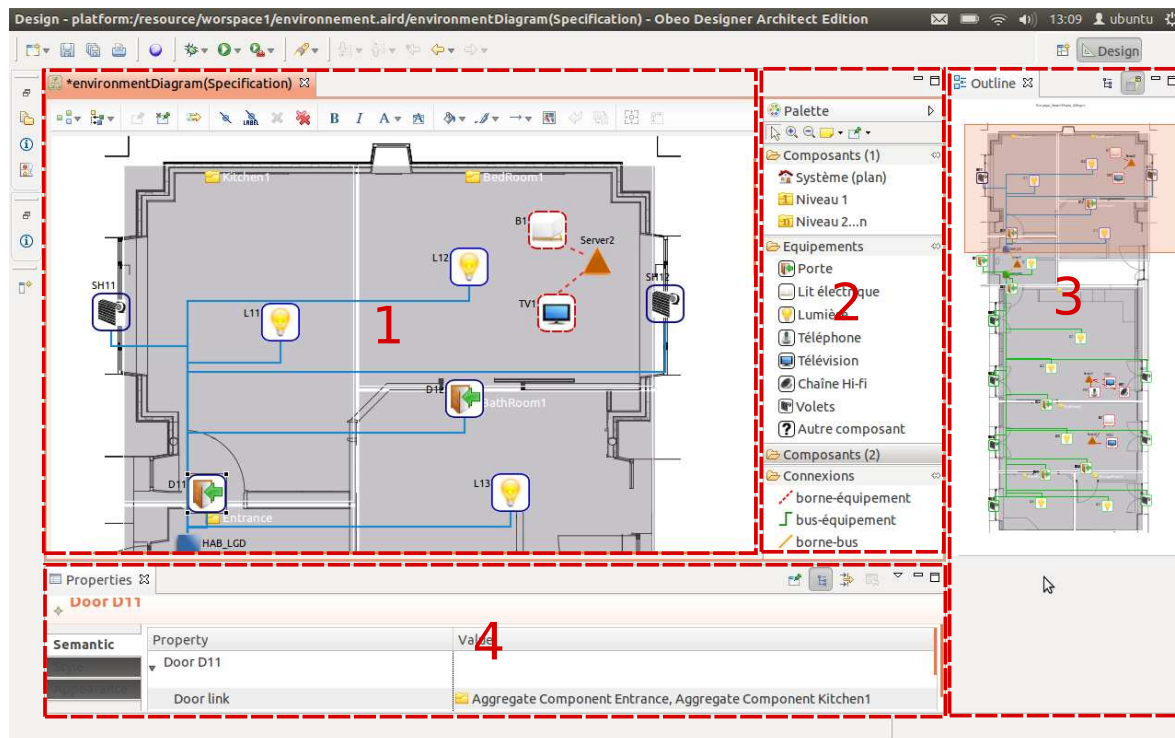 Design - platform:/resource/worspace1/environnement.aird/environmentDiagram(Specification) - Obeo Designer Architect Edition
13:09 ubuntu
Design
*environmentDiagram(Specification)
B I A
Kitchen1
BedRoom1
B1
Server2
L12
SH11
SH12
TV1
L11
1
D12
BathRoom1
D11
L13
Entrance
HAB_LGD
Palette
Composants (1)
Système (plan)
Niveau 1
Niveau 2...n
Equipements
Porte
Lit électrique
2
Lumière
Téléphone
Télévision
Chaîne Hi-fi
Volets
? Autre composant
Composants (2)
Connexions
borne-équipement
bus-équipement
borne-bus
Outline
3
Properties
Door D11
4
Semantic
Property Value
Style
Door D11
Appearance
Door link Aggregate Component Entrance, Aggregate Component Kitchen1